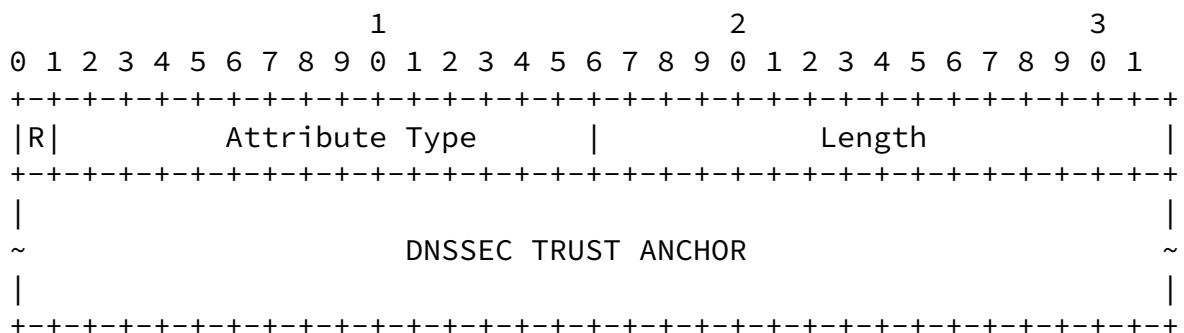 1                   2                   3
 0 1 2 3 4 5 6 7 8 9 0 1 2 3 4 5 6 7 8 9 0 1 2 3 4 5 6 7 8 9 0 1
+-+-+-+-+-+-+-+-+-+-+-+-+-+-+-+-+-+-+-+-+-+-+-+-+-+-+-+-+-+-+-+-+
|R|         Attribute Type      |            Length             |
+-+-+-+-+-+-+-+-+-+-+-+-+-+-+-+-+-+-+-+-+-+-+-+-+-+-+-+-+-+-+-+-+
|                                                               |
~                     DNSSEC TRUST ANCHOR                       ~
|                                                               |
+-+-+-+-+-+-+-+-+-+-+-+-+-+-+-+-+-+-+-+-+-+-+-+-+-+-+-+-+-+-+-+-+